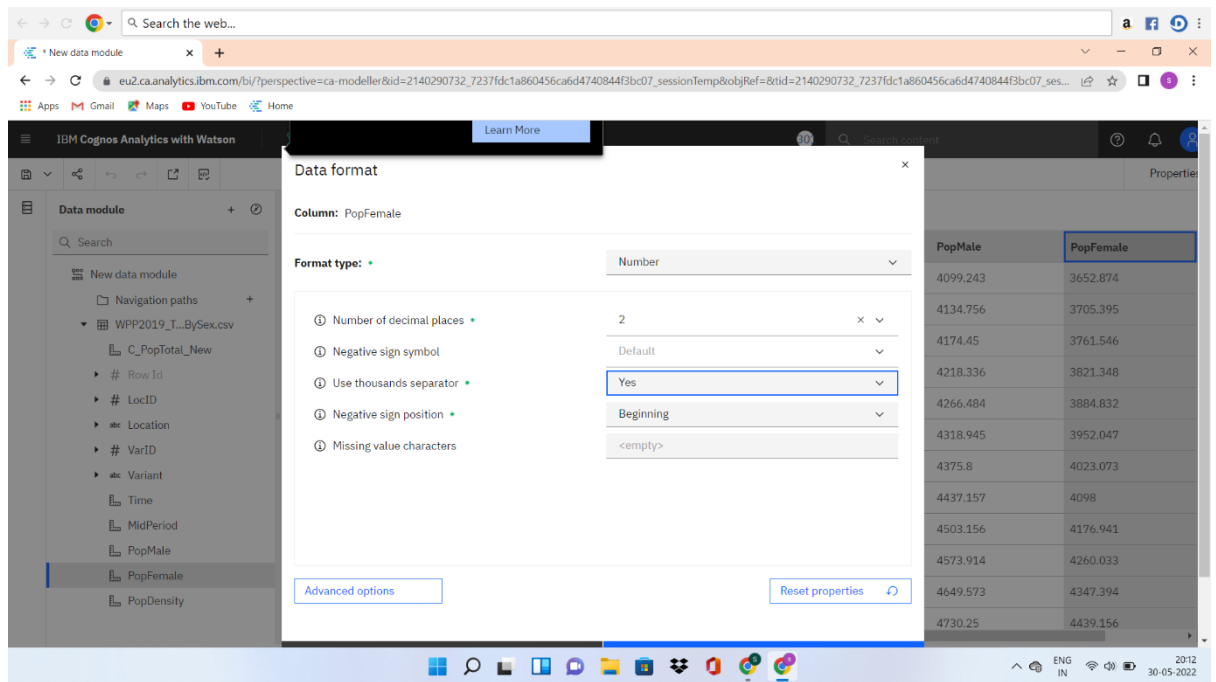 Search the web...
a
* New data module
eu2.ca.analytics.ibm.com/bi/?perspective=ca-modeller&id=2140290732_7237fdc1a860456ca6d4740844f3bc07_sessionTemp&objRef=&tid=2140290732_7237fdc1a860456ca6d4740844f3bc07_ses...
s
Apps Gmail Maps YouTube Home
Learn More
IBM Cognos Analytics with Watson
30 Search content
Properties
Data module
Search
New data module
Navigation paths
WPP2019_T...BySex.csv
C_PopTotal_New
# Row Id
# LocID
abc Location
# VarID
abc Variant
Time
MidPeriod
PopMale
PopFemale
PopDensity
Data format
Column: PopFemale
Format type: Number
Number of decimal places 2
Negative sign symbol Default
Use thousands separator Yes
Negative sign position Beginning
Missing value characters <empty>
Advanced options
Reset properties
PopMale PopFemale
4099.243 3652.874
4134.756 3705.395
4174.45 3761.546
4218.336 3821.348
4266.484 3884.832
4318.945 3952.047
4375.8 4023.073
4437.157 4098
4503.156 4176.941
4573.914 4260.033
4649.573 4347.394
4730.25 4439.156
ENG
IN
20:12
30-05-2022